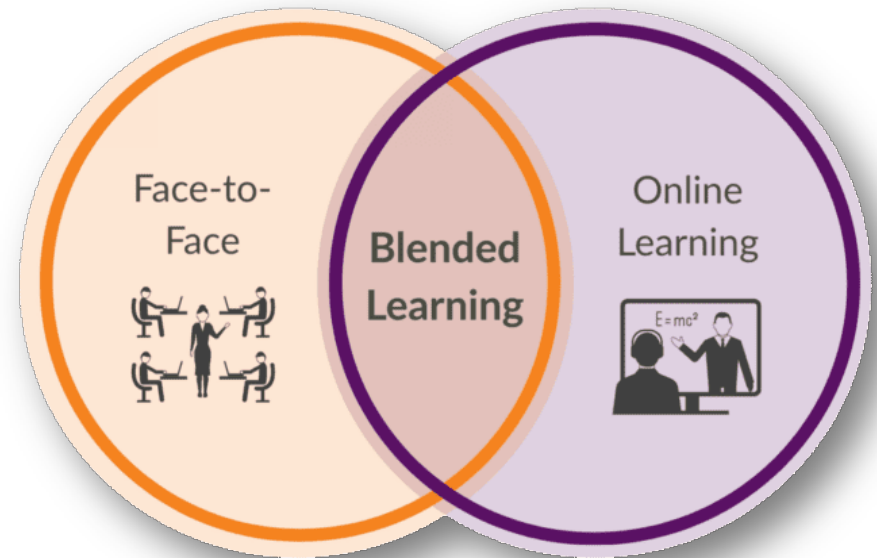 Face-to-
Face
Blended
Learning
Online
Learning
E=mc²